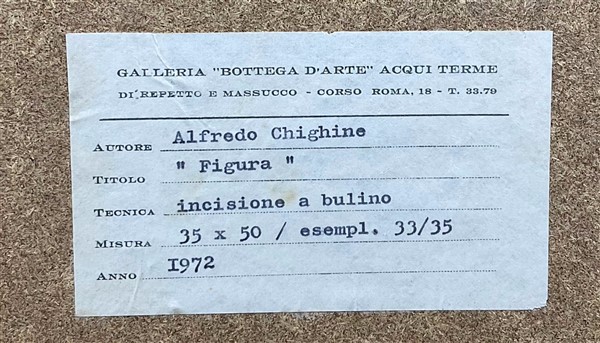 GALLERIA "BOTTEGA D'ARTE" ACQUI TERME
DI REPETTO E MASSUCCO - CORSO ROMA, 18 - T. 33.79
AUTORE Alfredo Chighine
TITOLO " Figura "
TECNICA incisione a bulino
MISURA 35 x 50 / esempl. 33/35
ANNO 1972